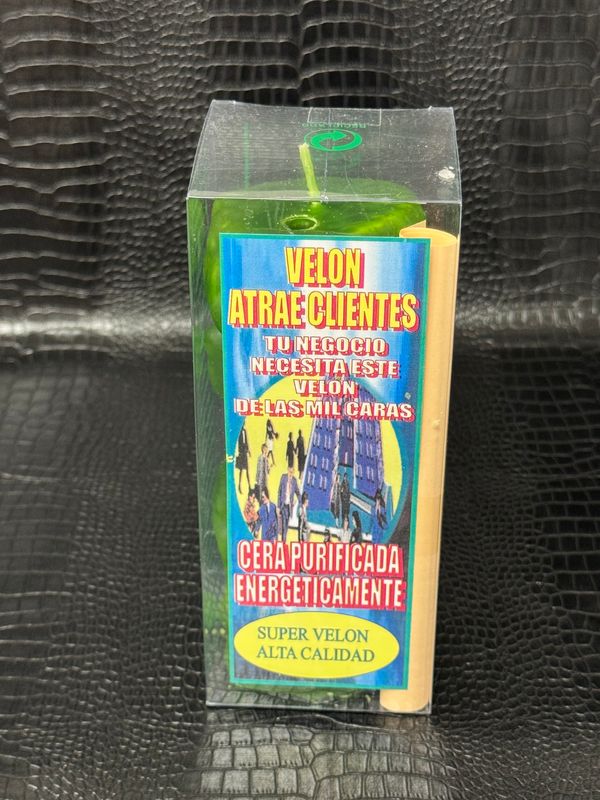 VELON
ATRAE CLIENTES
TU NEGOCIO
NECESITA ESTE
VELON
DE LAS MIL CARAS
CERA PURIFICADA
ENERGETICAMENTE
SUPER VELON
ALTA CALIDAD